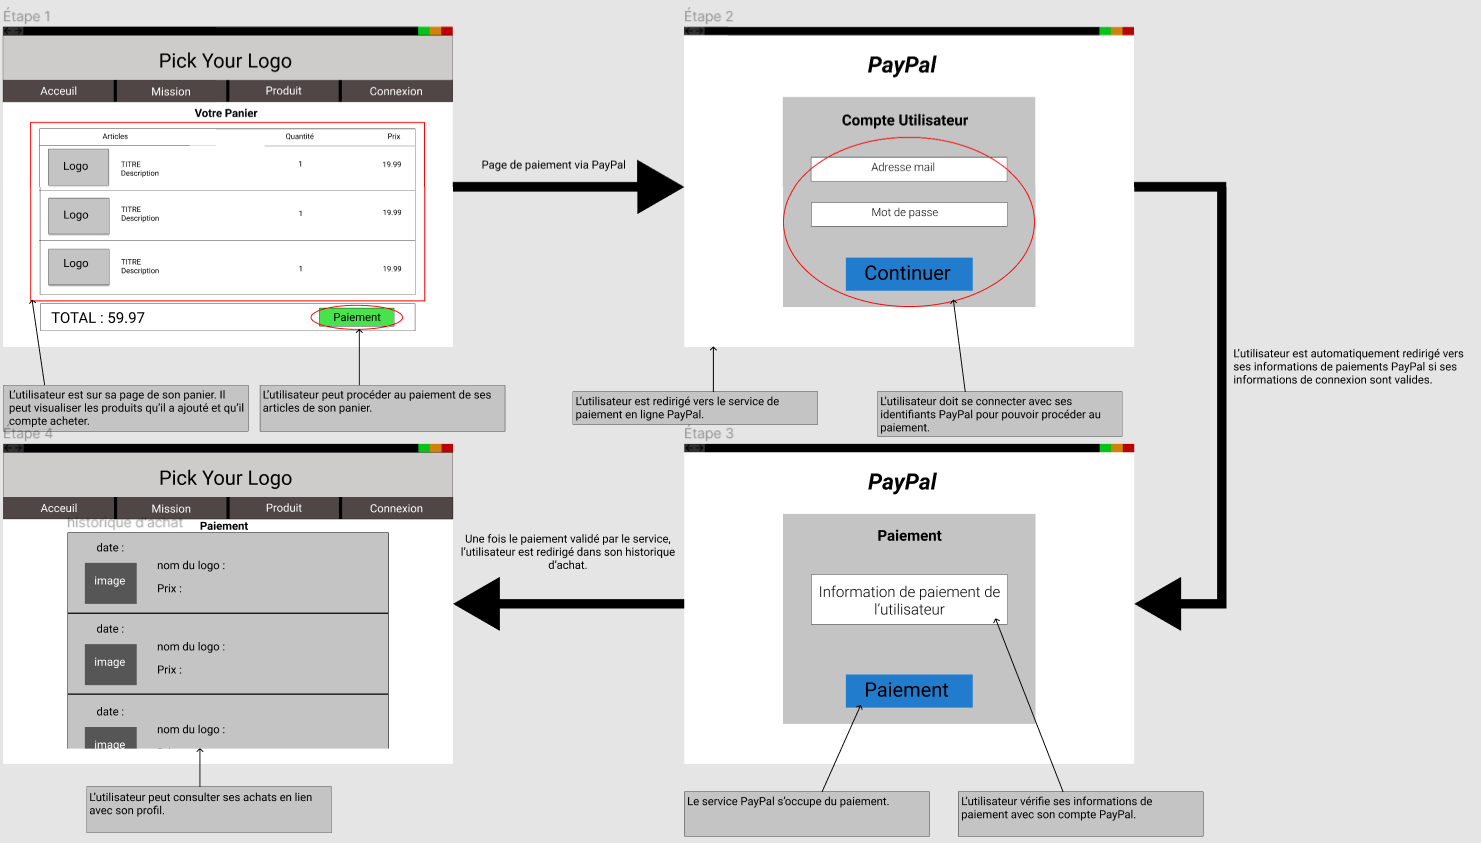 Étape 1
Pick Your Logo
Acceuil Mission Produit Connexion
Votre Panier
Articles Quantité Prix
Logo
TITRE
Description
1 19.99
Logo
TITRE
Description
1 19.99
Logo
TITRE
Description
1 19.99
TOTAL : 59.97 Paiement
L'utilisateur est sur sa page de son panier. Il
peut visualiser les produits qu'il a ajouté et qu'il
compte acheter.
L'utilisateur peut procéder au paiement de ses
articles de son panier.
Page de paiement via PayPal
Étape 2
PayPal
Compte Utilisateur
Adresse mail
Mot de passe
Continuer
L'utilisateur est redirigé vers le service de
paiement en ligne PayPal.
L'utilisateur doit se connecter avec ses
identifiants PayPal pour pouvoir procéder au
paiement.
L'utilisateur est automatiquement redirigé vers
ses informations de paiements PayPal si ses
informations de connexion sont valides.
Étape 3
PayPal
Paiement
Information de paiement de
l'utilisateur
Paiement
Le service PayPal s'occupe du paiement.
L'utilisateur vérifie ses informations de
paiement avec son compte PayPal.
Une fois le paiement validé par le service,
l'utilisateur est redirigé dans son historique
d'achat.
Étape 4
Pick Your Logo
Acceuil Mission Produit Connexion
historique d'achat
Paiement
date :
image
nom du logo :
Prix :
date :
image
nom du logo :
Prix :
date :
image
nom du logo :
L'utilisateur peut consulter ses achats en lien
avec son profil.